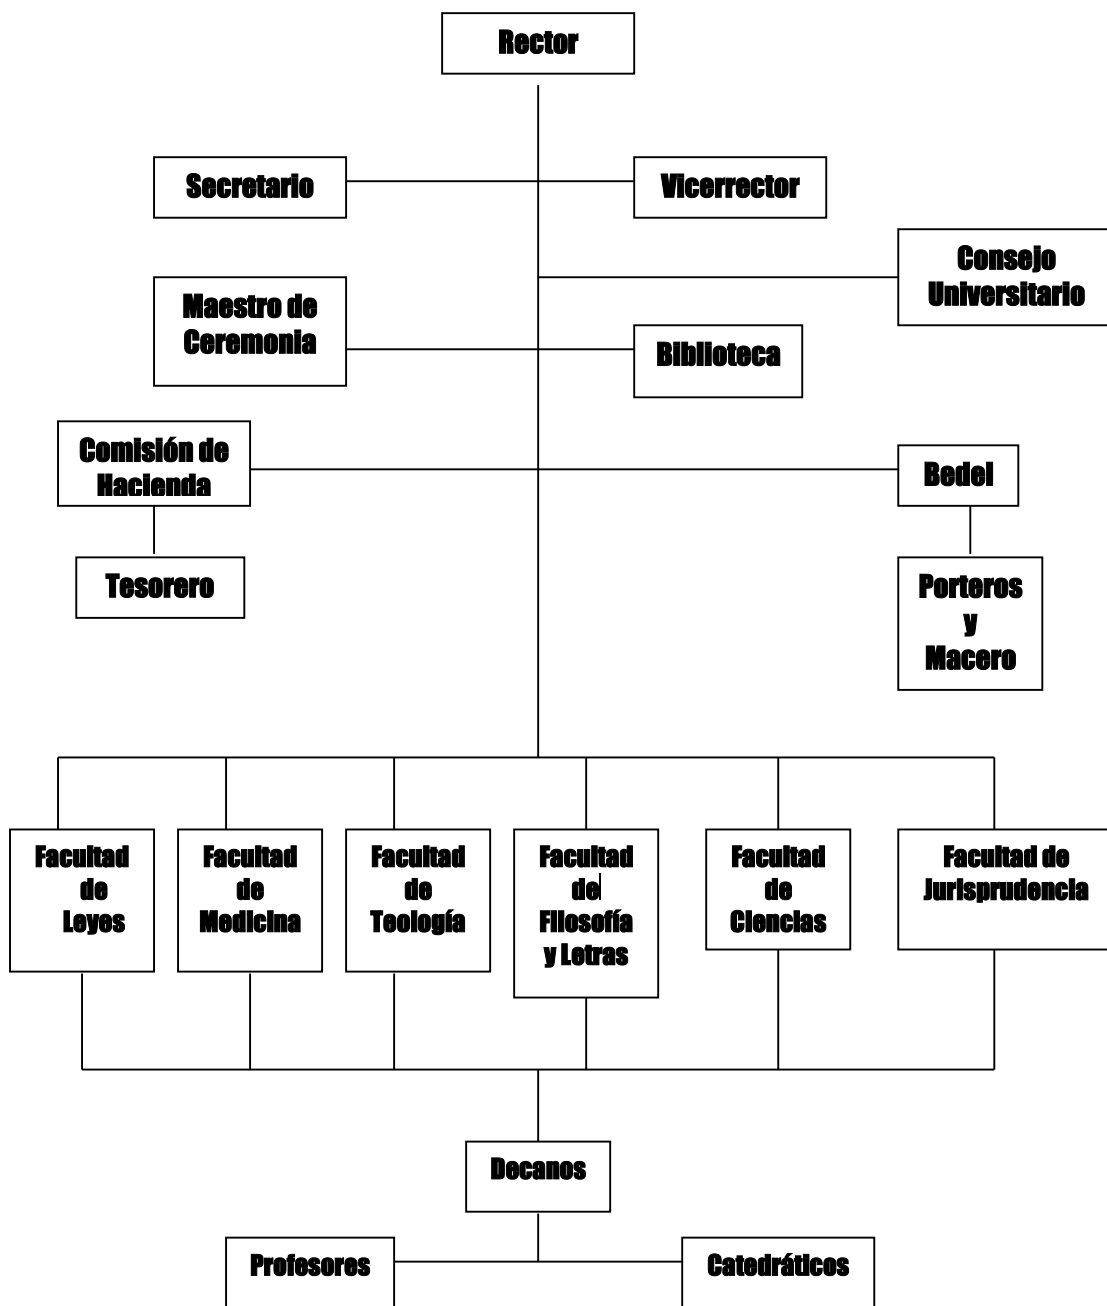 Rector
Secretario
Vicerrector
Consejo
Universitario
Maestro de
Ceremonia
Biblioteca
Comisión de
Hacienda
Bedel
Tesorero
Porteros
y
Macero
Facultad
de
Leyes
Facultad
de
Medicina
Facultad
de
Teología
Facultad
de
Filosofía
y Letras
Facultad
de
Ciencias
Facultad de
Jurisprudencia
Decanos
Profesores
Catedráticos